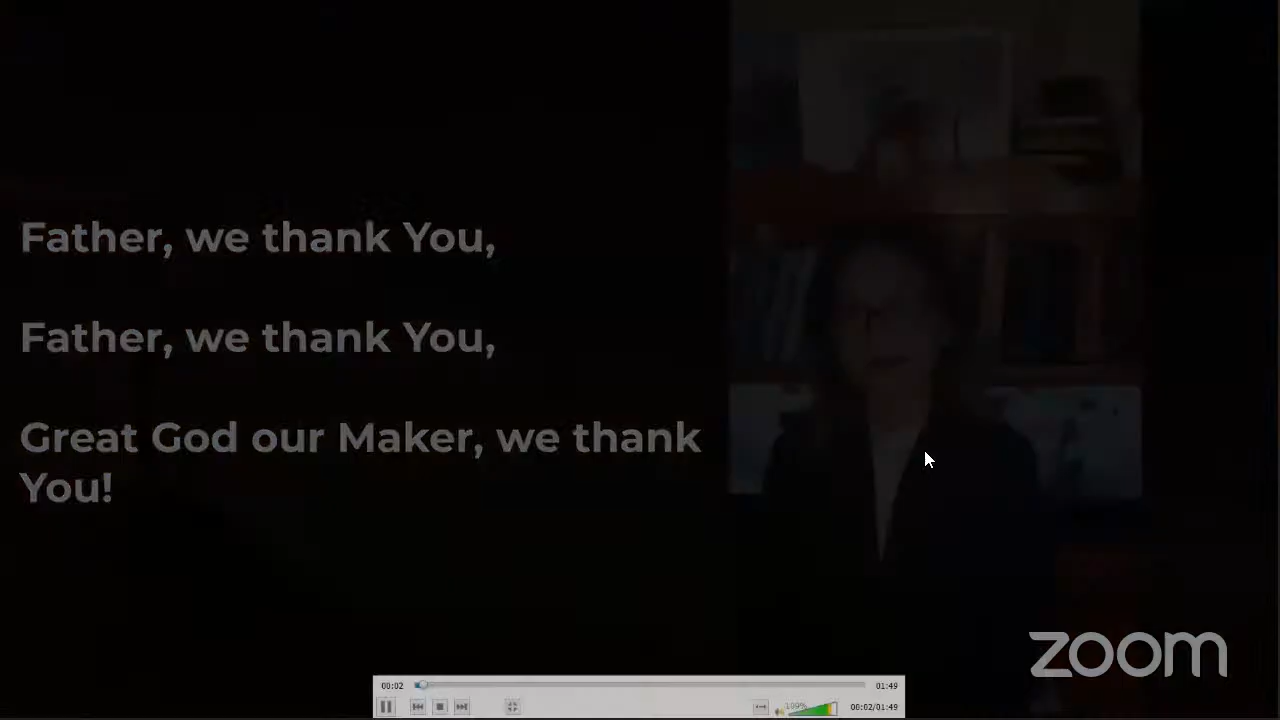 Father, we thank You,
Father, we thank You,
Great God our Maker, we thank
You!
zoom
00:02
01:49
109%
00:02/01:49